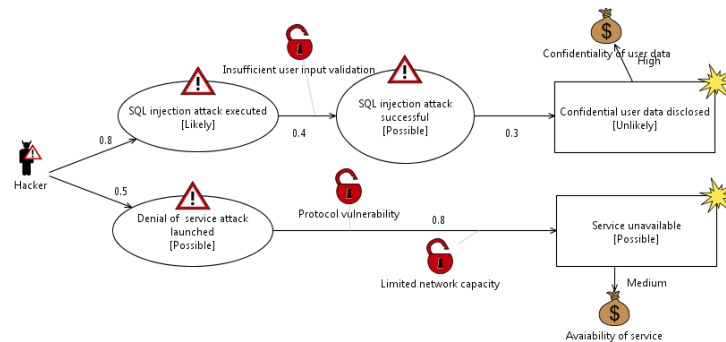 Confidentiality of user data
High
Insufficient user input validation
SQL injection attack executed
[Likely]
0.4
SQL injection attack
successful
[Possible]
0.3
Confidential user data disclosed
[Unlikely]
0.8
Hacker
0.5
Denial of service attack
launched
[Possible]
Protocol vulnerability
0.8
Limited network capacity
Service unavailable
[Possible]
Medium
Avaiability of service